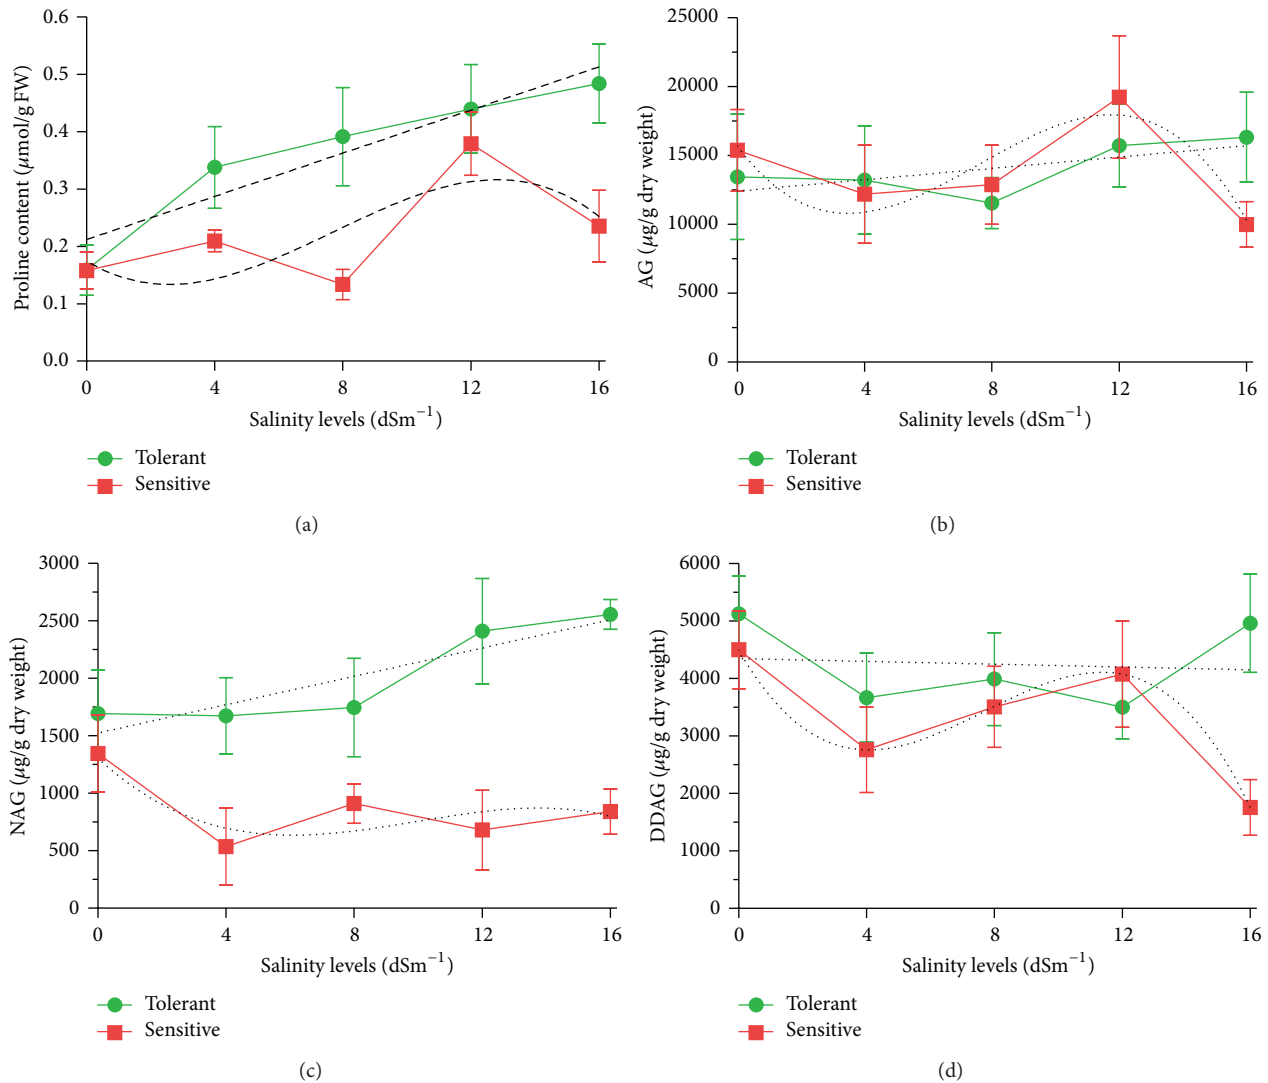 Proline content (μmol/g FW)
0.6
0.5
0.4
0.3
0.2
0.1
0.0
0 4 8 12 16
Salinity levels (dSm⁻¹)
Tolerant
Sensitive
(a)
AG (μg/g dry weight)
25000
20000
15000
10000
5000
0
0 4 8 12 16
Salinity levels (dSm⁻¹)
Tolerant
Sensitive
(b)
NAG (μg/g dry weight)
3000
2500
2000
1500
1000
500
0
0 4 8 12 16
Salinity levels (dSm⁻¹)
Tolerant
Sensitive
(c)
DDAG (μg/g dry weight)
6000
5000
4000
3000
2000
1000
0
0 4 8 12 16
Salinity levels (dSm⁻¹)
Tolerant
Sensitive
(d)